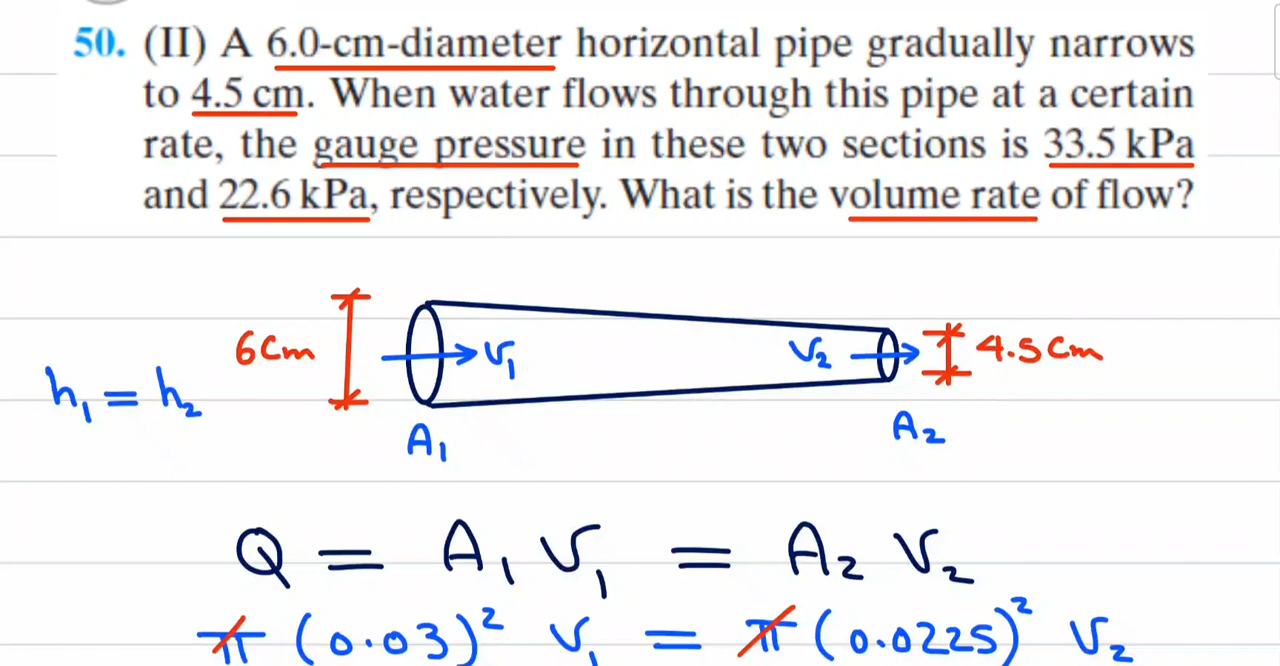 50. (II) A 6.0-cm-diameter horizontal pipe gradually narrows
to 4.5 cm. When water flows through this pipe at a certain
rate, the gauge pressure in these two sections is 33.5 kPa
and 22.6 kPa, respectively. What is the volume rate of flow?
6cm V₁ V₂ 4.5cm
h₁ = h₂
A₁ A₂
Q = A₁ V₁ = A₂ V₂
π (0.03)² V₁ = π (0.0225)² V₂